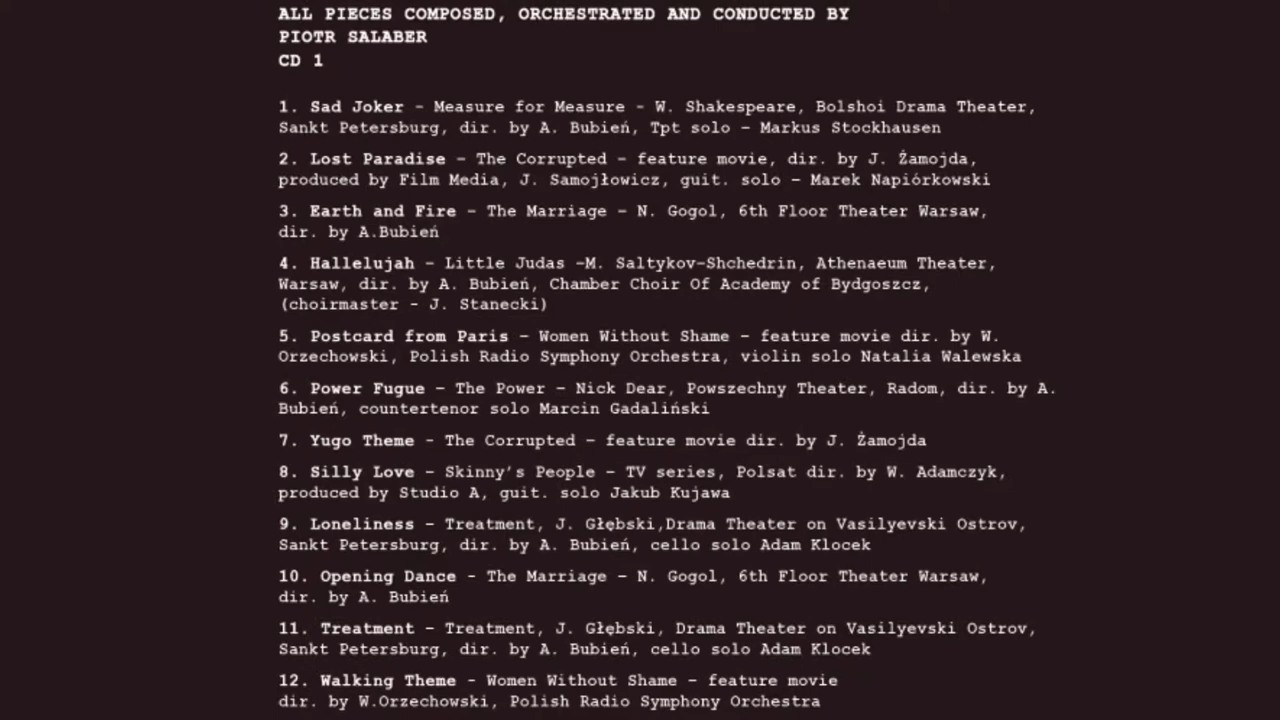 ALL PIECES COMPOSED, ORCHESTRATED AND CONDUCTED BY
PIOTR SALABER
CD 1
1. Sad Joker – Measure for Measure – W. Shakespeare, Bolshoi Drama Theater,
Sankt Petersburg, dir. by A. Bubień, Tpt solo – Markus Stockhausen
2. Lost Paradise – The Corrupted – feature movie, dir. by J. Żamojda,
produced by Film Media, J. Samojłowicz, guit. solo – Marek Napiórkowski
3. Earth and Fire – The Marriage – N. Gogol, 6th Floor Theater Warsaw,
dir. by A.Bubień
4. Hallelujah – Little Judas –M. Saltykov–Shchedrin, Athenaeum Theater,
Warsaw, dir. by A. Bubień, Chamber Choir Of Academy of Bydgoszcz,
(choirmaster – J. Stanecki)
5. Postcard from Paris – Women Without Shame – feature movie dir. by W.
Orzechowski, Polish Radio Symphony Orchestra, violin solo Natalia Walewska
6. Power Fugue – The Power – Nick Dear, Powszechny Theater, Radom, dir. by A.
Bubień, countertenor solo Marcin Gadaliński
7. Yugo Theme – The Corrupted – feature movie dir. by J. Żamojda
8. Silly Love – Skinny’s People – TV series, Polsat dir. by W. Adamczyk,
produced by Studio A, guit. solo Jakub Kujawa
9. Loneliness – Treatment, J. Głębski,Drama Theater on Vasilyevski Ostrov,
Sankt Petersburg, dir. by A. Bubień, cello solo Adam Klocek
10. Opening Dance – The Marriage – N. Gogol, 6th Floor Theater Warsaw,
dir. by A. Bubień
11. Treatment – Treatment, J. Głębski, Drama Theater on Vasilyevski Ostrov,
Sankt Petersburg, dir. by A. Bubień, cello solo Adam Klocek
12. Walking Theme – Women Without Shame – feature movie
dir. by W.Orzechowski, Polish Radio Symphony Orchestra